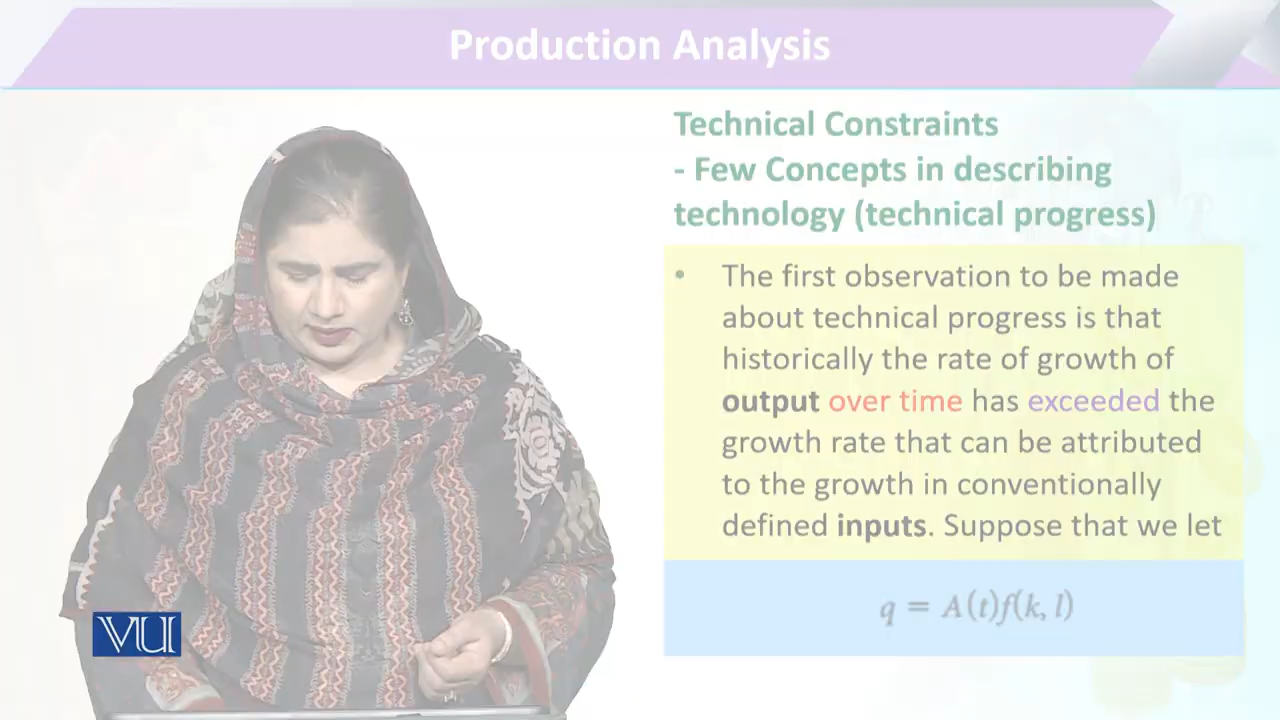 Production Analysis
Technical Constraints
- Few Concepts in describing
technology (technical progress)
• The first observation to be made
about technical progress is that
historically the rate of growth of
output over time has exceeded the
growth rate that can be attributed
to the growth in conventionally
defined inputs. Suppose that we let
q = A(t)f(k, l)
VU